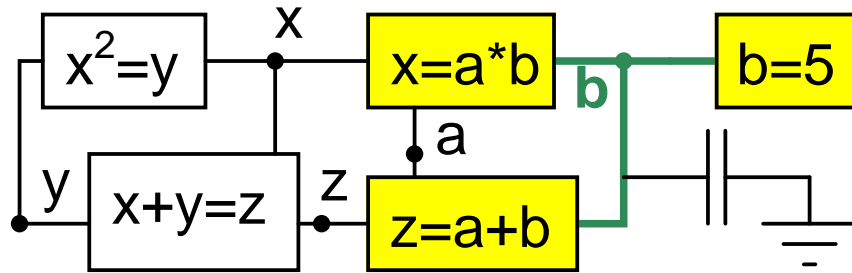 x
x²=y
x=a*b
b=5
b
a
y
x+y=z
z
z=a+b